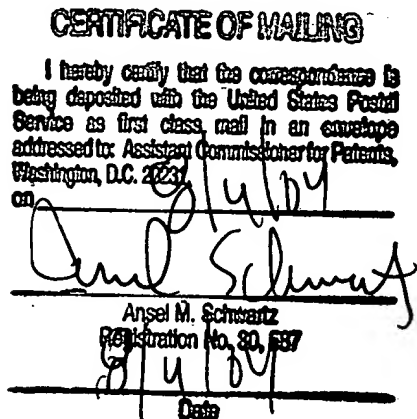 CERTIFICATE OF MAILING
I hereby certify that the correspondence is
being deposited with the United States Postal
Service as first class mail in an envelope
addressed to: Assistant Commissioner for Patents,
Washington, D.C. 20231
on
Ansel M. Schwartz
Registration No. 30, 587
Date